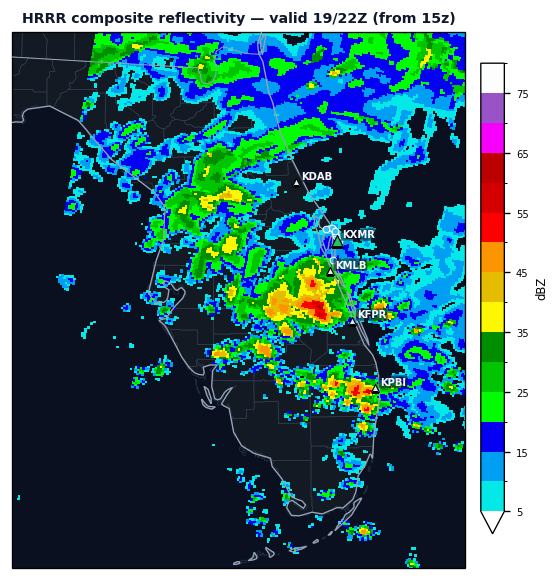 HRRR composite reflectivity — valid 19/22Z (from 15z)
KDAB
KXMR
KMLB
KFPR
KPBI
75
65
55
45
35
25
15
5
dBZ